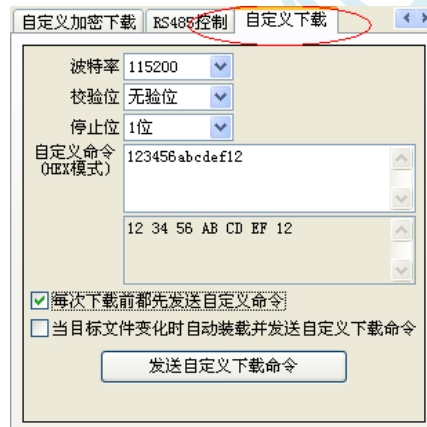 自定义加密下载 RS485控制 自定义下载
波特率 115200
校验位 无验位
停止位 1位
自定义命令 123456abcdef12
(HEX模式)
12 34 56 AB CD EF 12
每次下载前都先发送自定义命令
当目标文件变化时自动装载并发送自定义下载命令
发送自定义下载命令